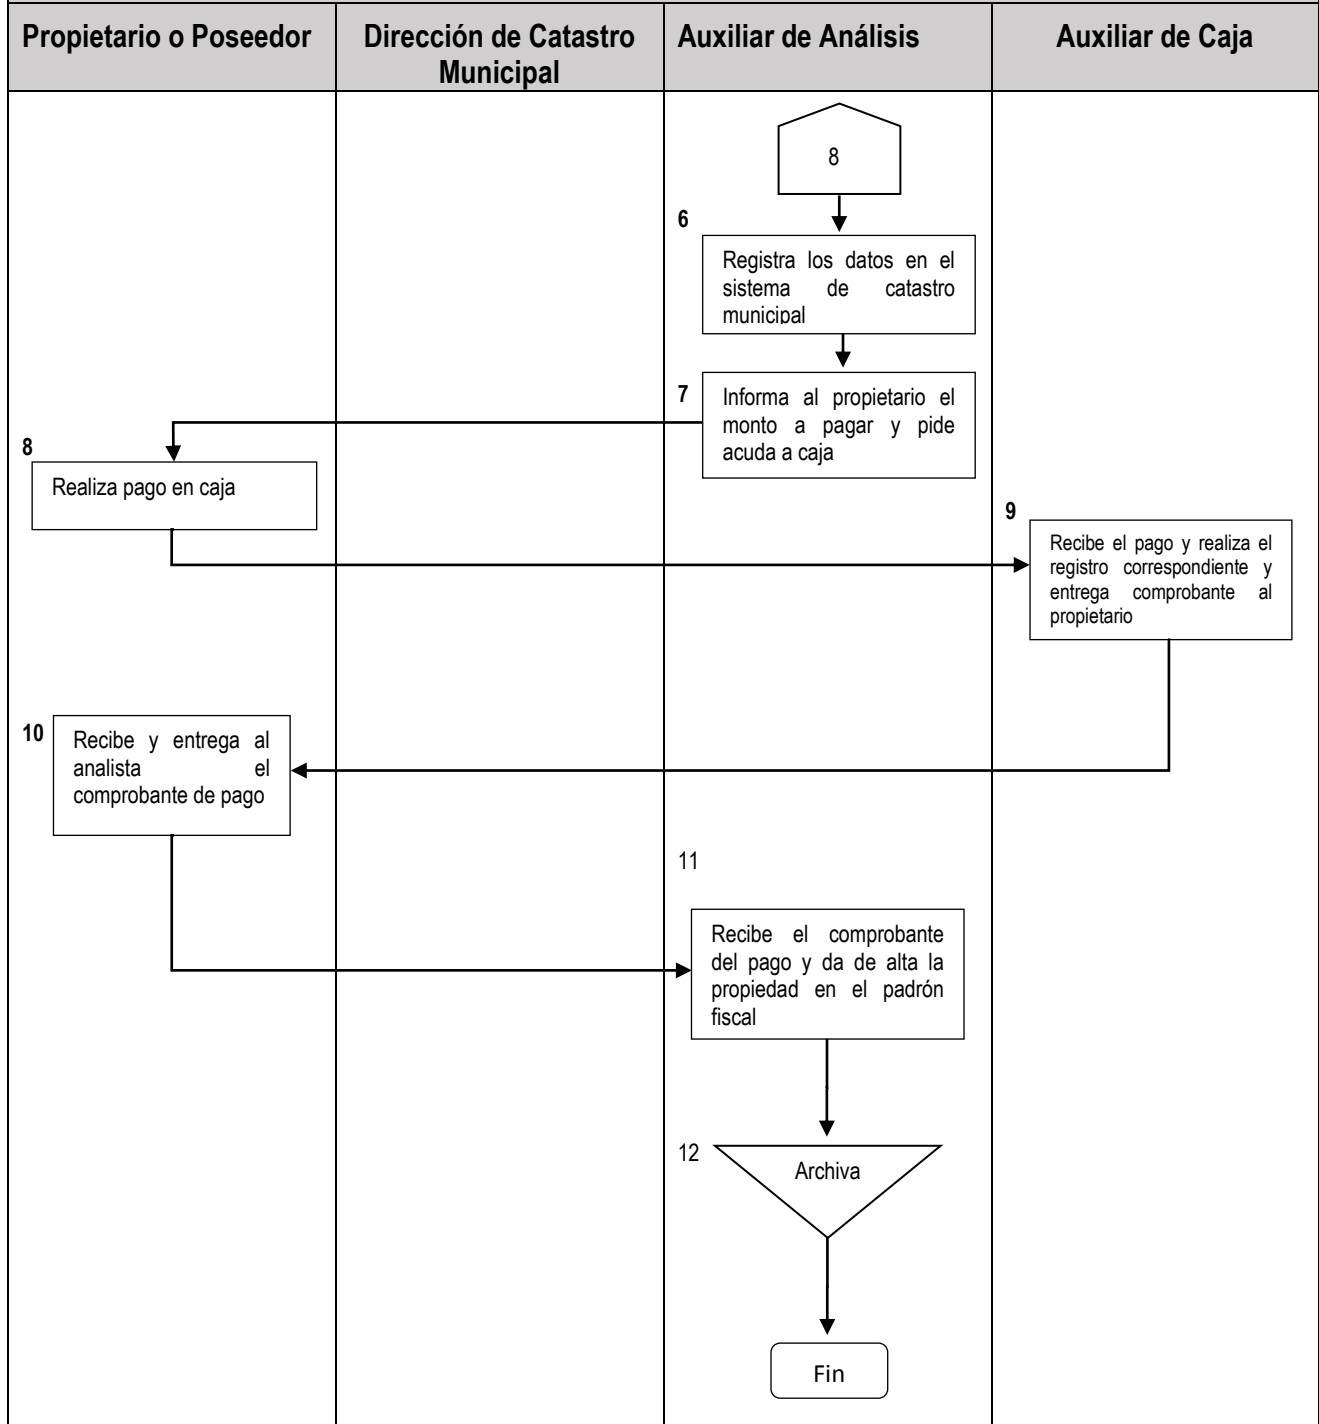 Propietario o Poseedor
Dirección de Catastro
Municipal
Auxiliar de Análisis
Auxiliar de Caja
8
6
Registra los datos en el
sistema de catastro
municipal
7
Informa al propietario el
monto a pagar y pide
acuda a caja
8
Realiza pago en caja
9
Recibe el pago y realiza el
registro correspondiente y
entrega comprobante al
propietario
10
Recibe y entrega al
analista el
comprobante de pago
11
Recibe el comprobante
del pago y da de alta la
propiedad en el padrón
fiscal
12
Archiva
Fin